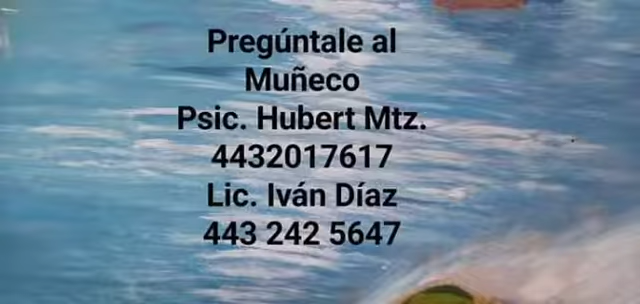 Pregúntale al
Muñeco
Psic. Hubert Mtz.
4432017617
Lic. Iván Díaz
443 242 5647